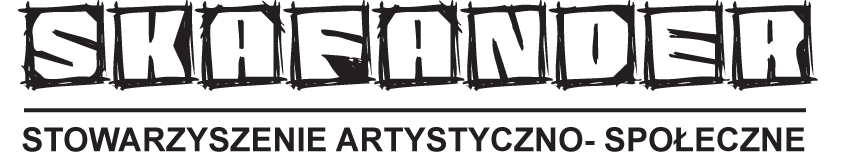 SKAFANDER
STOWARZYSZENIE ARTYSTYCZNO- SPOŁECZNE